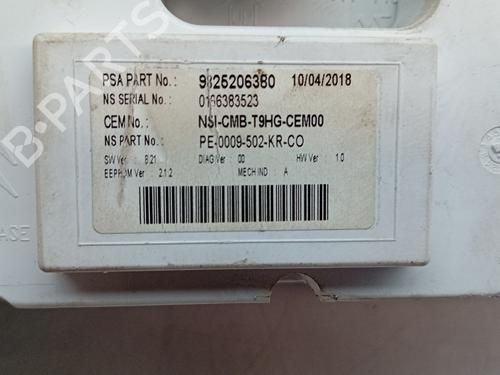 PSA PART No.: 9825206380 10/04/2018
NS SERIAL No.: 0166383523
CEM No.: NSI-CMB-T9HG-CEM00
NS PART No.: PE-0009-502-KR-CO
SW Ver : 8.21 DIAG Ver : 00 HW Ver : 1.0
EEPROM Ver : 2.1.2 MECH IND : A